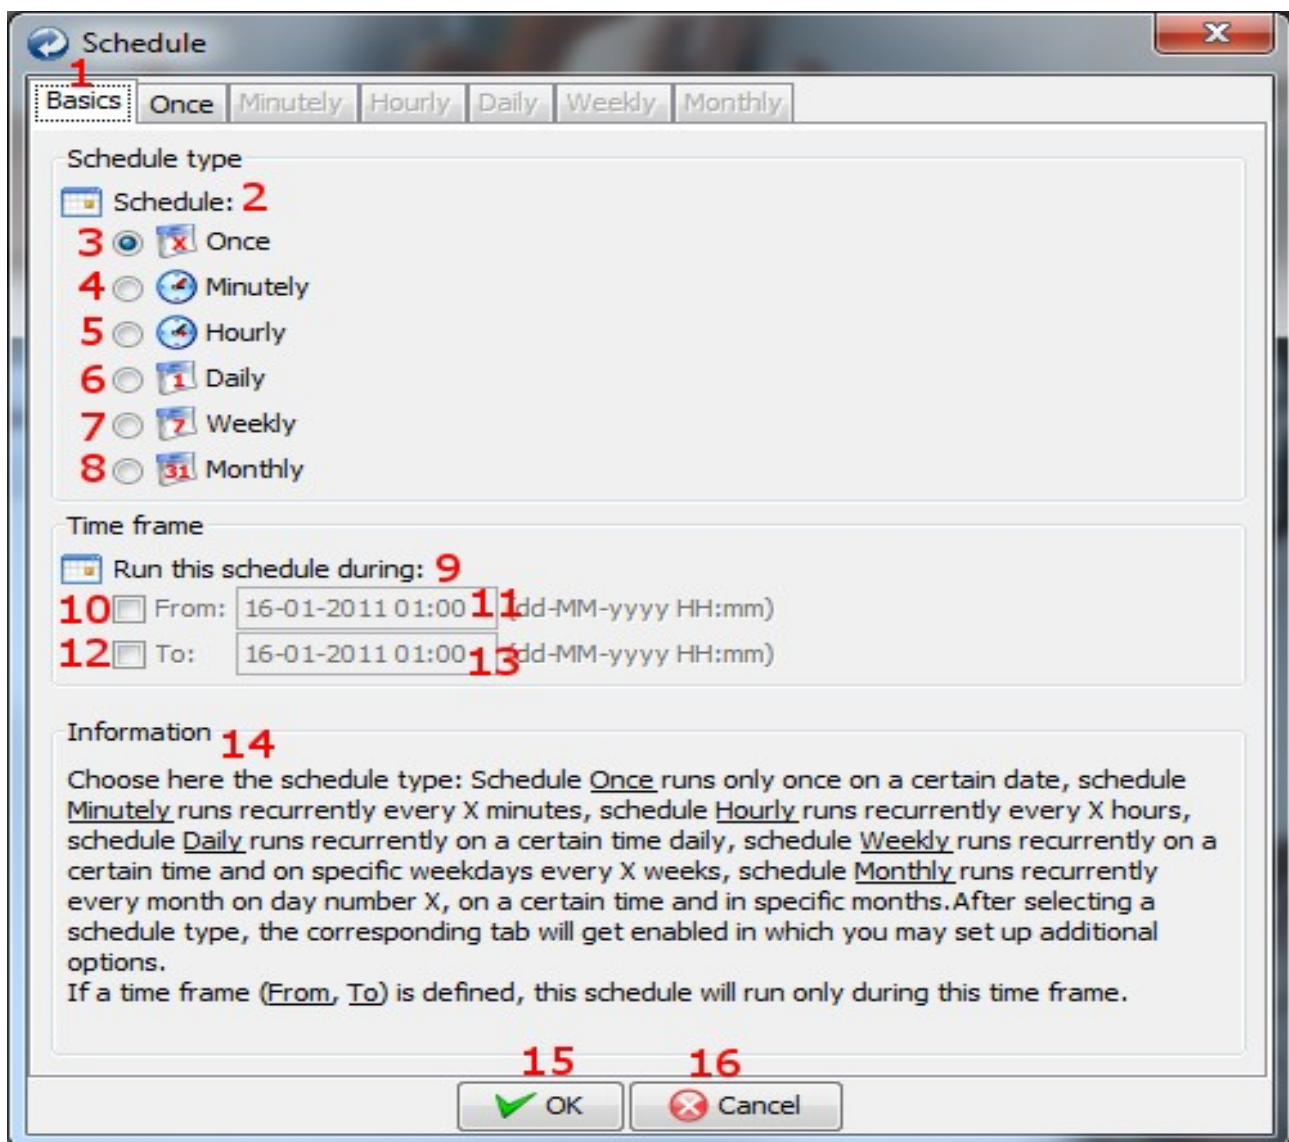 Schedule
1
Basics Once Minutely Hourly Daily Weekly Monthly
Schedule type
Schedule: 2
3 X Once
4 Minutely
5 Hourly
6 1 Daily
7 7 Weekly
8 31 Monthly
Time frame
Run this schedule during: 9
10 From: 16-01-2011 01:00 11 (dd-MM-yyyy HH:mm)
12 To: 16-01-2011 01:00 13 (dd-MM-yyyy HH:mm)
Information 14
Choose here the schedule type: Schedule Once runs only once on a certain date, schedule
Minutely runs recurrently every X minutes, schedule Hourly runs recurrently every X hours,
schedule Daily runs recurrently on a certain time daily, schedule Weekly runs recurrently on a
certain time and on specific weekdays every X weeks, schedule Monthly runs recurrently
every month on day number X, on a certain time and in specific months.After selecting a
schedule type, the corresponding tab will get enabled in which you may set up additional
options.
If a time frame (From, To) is defined, this schedule will run only during this time frame.
15 16
OK Cancel